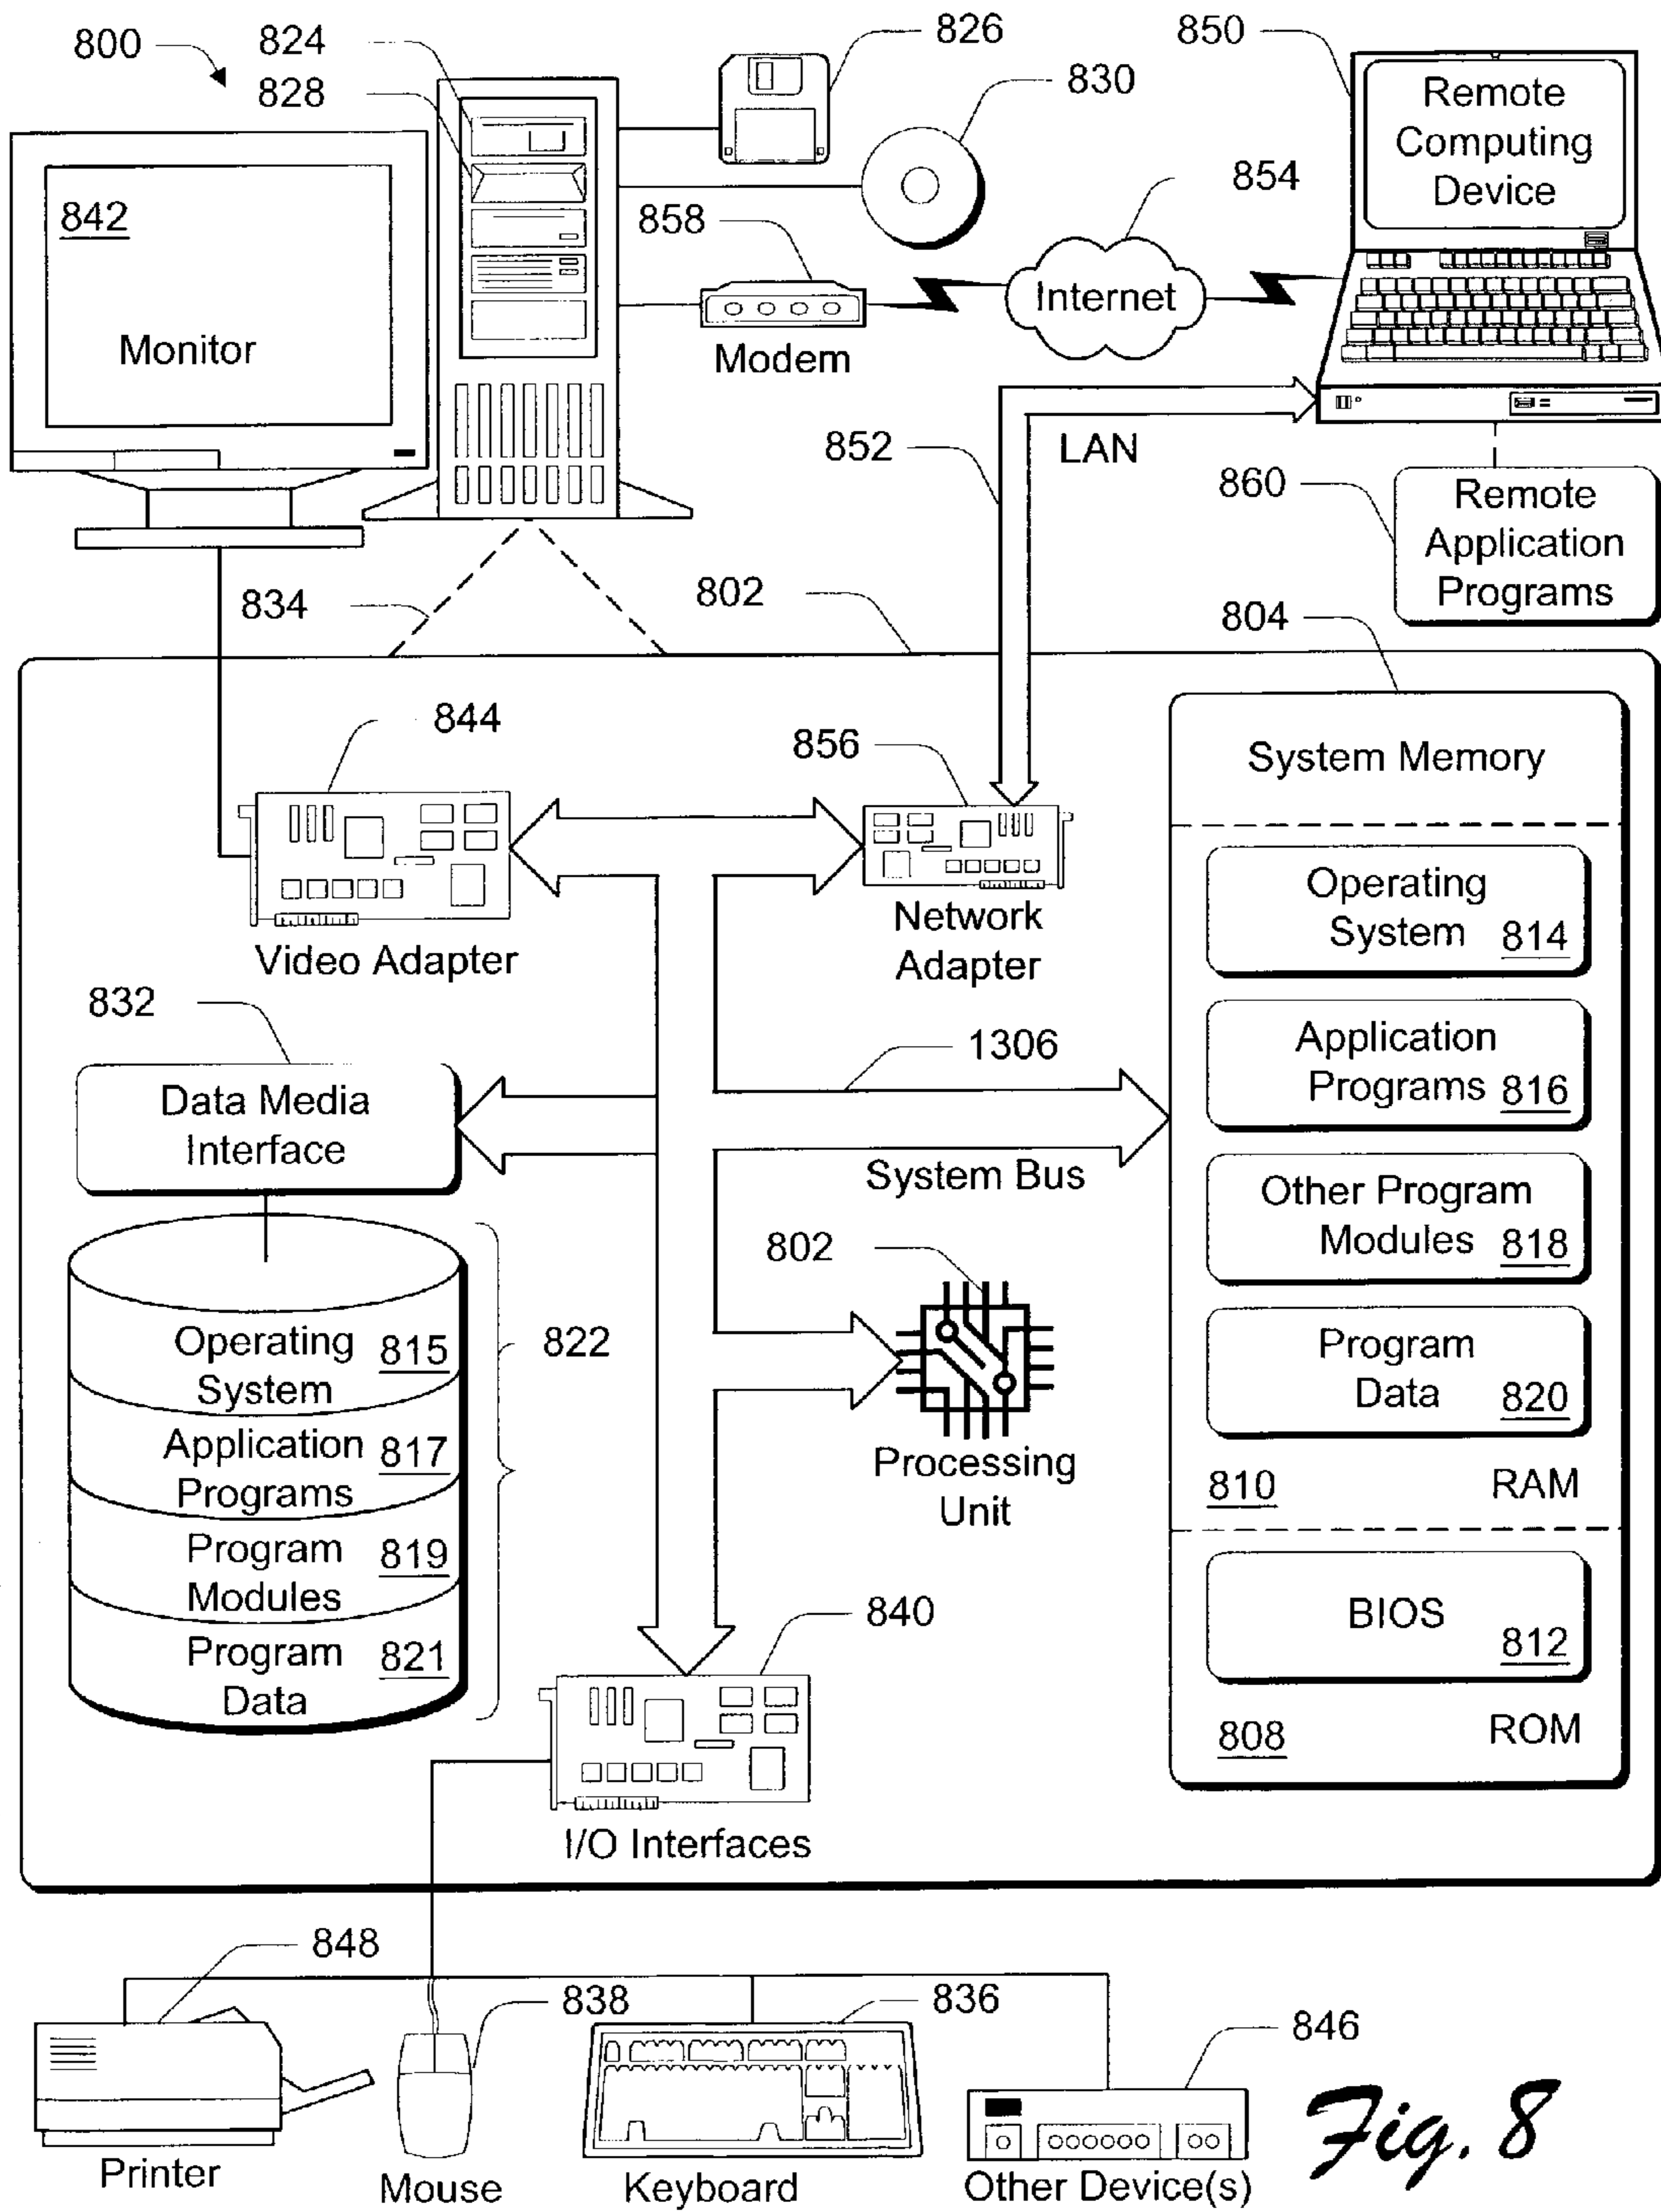 800
824
828
826
830
850
Remote
Computing
Device
842
Monitor
858
Modem
854
Internet
852
LAN
860
Remote
Application
Programs
834
802
804
844
Video Adapter
856
Network
Adapter
832
Data Media
Interface
1306
System Bus
802
Processing
Unit
822
Operating 815
System
Application 817
Programs
Program 819
Modules
Program 821
Data
840
I/O Interfaces
System Memory
Operating
System 814
Application
Programs 816
Other Program
Modules 818
Program
Data 820
810 RAM
BIOS
812
808 ROM
848
Printer
838
Mouse
836
Keyboard
846
Other Device(s)
Fig. 8